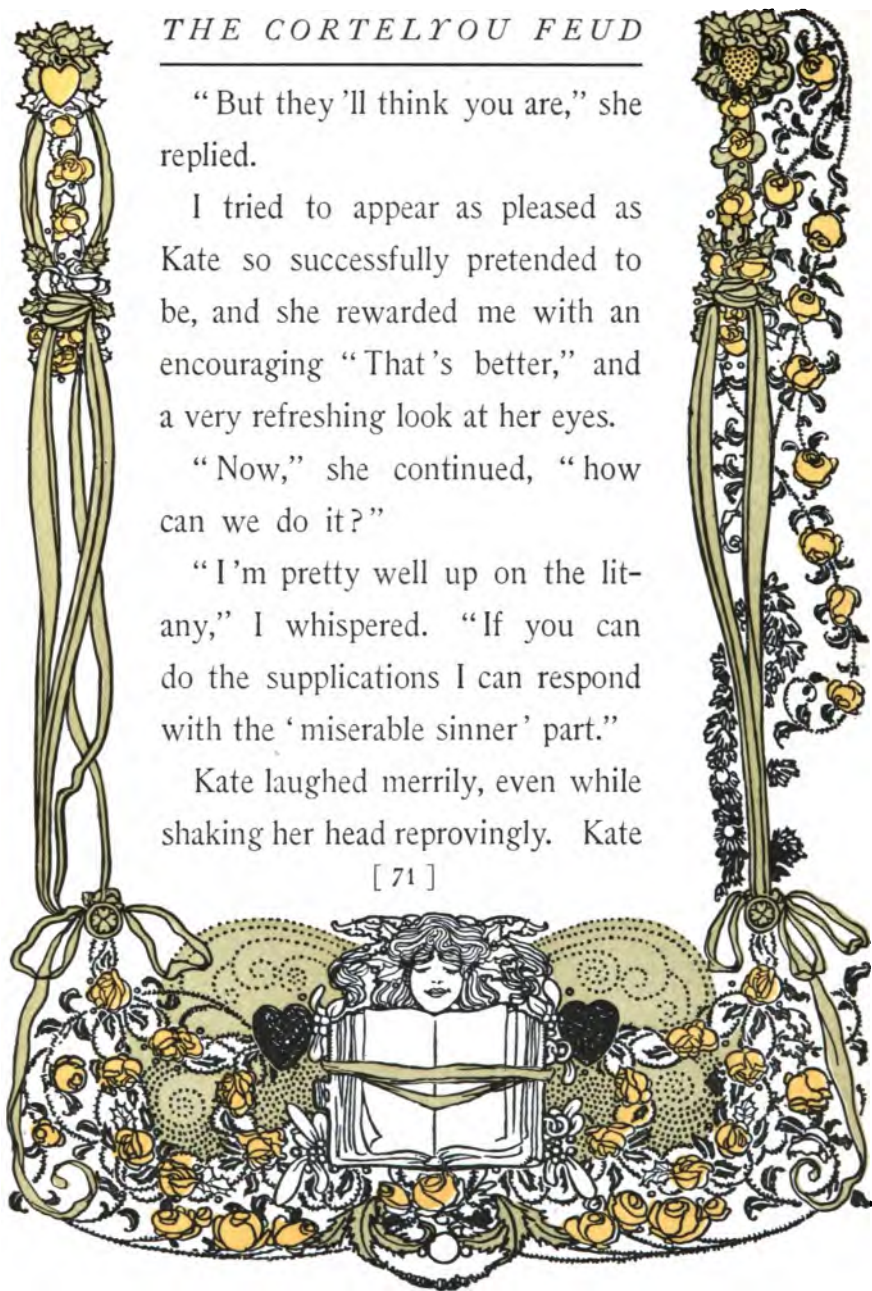 THE CORTELYOU FEUD
“But they ’ll think you are,” she
replied.
I tried to appear as pleased as
Kate so successfully pretended to
be, and she rewarded me with an
encouraging “That ’s better,” and
a very refreshing look at her eyes.
“Now,” she continued, “how
can we do it?”
“I ’m pretty well up on the lit-
any,” I whispered. “If you can
do the supplications I can respond
with the ‘miserable sinner’ part.”
Kate laughed merrily, even while
shaking her head reprovingly. Kate
[ 71 ]